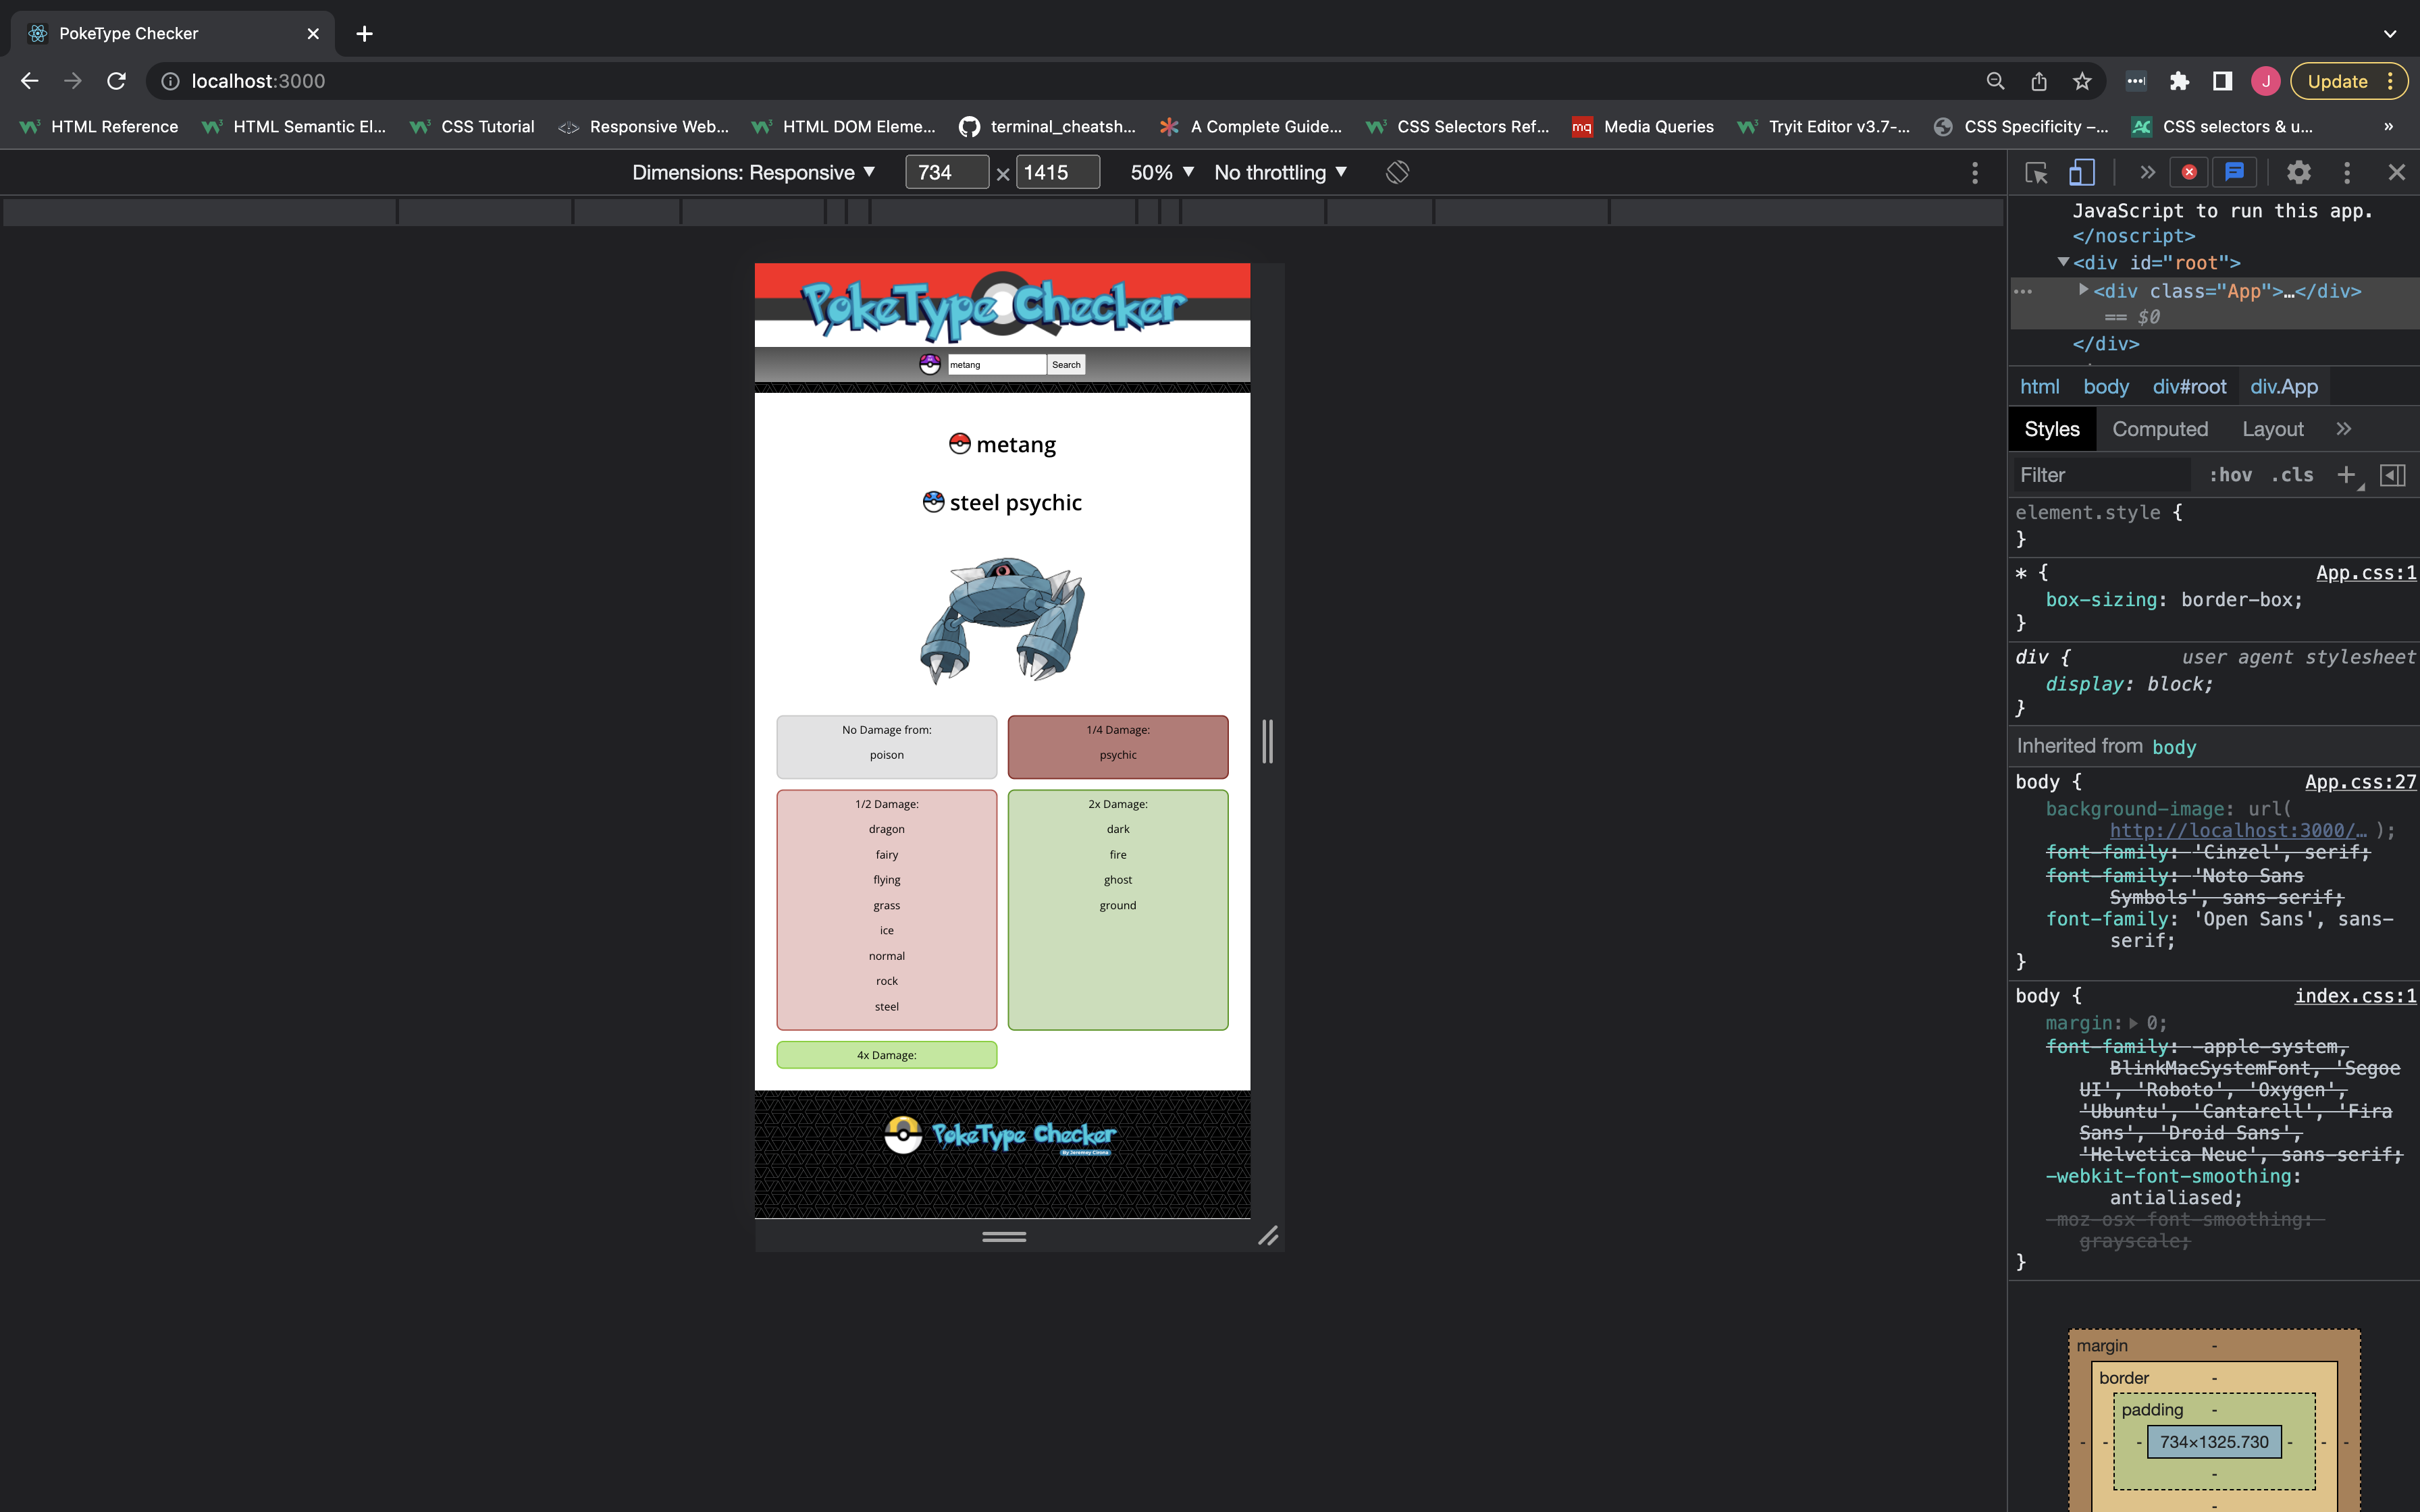 PokeType Checker
localhost:3000
Update
J
HTML Reference
HTML Semantic El...
CSS Tutorial
Responsive Web...
HTML DOM Eleme...
terminal_cheatsh...
A Complete Guide...
CSS Selectors Ref...
mq Media Queries
Tryit Editor v3.7-...
CSS Specificity –...
CSS selectors & u...
»
Dimensions: Responsive ▼ 734 × 1415 50% ▼ No throttling ▼
PokeType Checker
metang Search
metang
steel psychic
No Damage from:
poison
1/4 Damage:
psychic
1/2 Damage:
dragon
fairy
flying
grass
ice
normal
rock
steel
2x Damage:
dark
fire
ghost
ground
4x Damage:
PokeType Checker
By Jeremey Cirona
JavaScript to run this app.
</noscript>
▼<div id="root">
▶<div class="App">…</div>
== $0
</div>
html body div#root div.App
Styles Computed Layout »
Filter :hov .cls +
element.style {
}
* { App.css:1
box-sizing: border-box;
}
div { user agent stylesheet
display: block;
}
Inherited from body
body { App.css:27
background-image: url(
http://localhost:3000/… );
font-family: 'Cinzel', serif;
font-family: 'Noto Sans
Symbols', sans-serif;
font-family: 'Open Sans', sans-
serif;
}
body { index.css:1
margin:▶ 0;
font-family: -apple-system,
BlinkMacSystemFont, 'Segoe
UI', 'Roboto', 'Oxygen',
'Ubuntu', 'Cantarell', 'Fira
Sans', 'Droid Sans',
'Helvetica Neue', sans-serif;
-webkit-font-smoothing:
antialiased;
-moz-osx-font-smoothing:
grayscale;
}
margin -
border -
padding -
- - - 734×1325.730 - - -
-
-